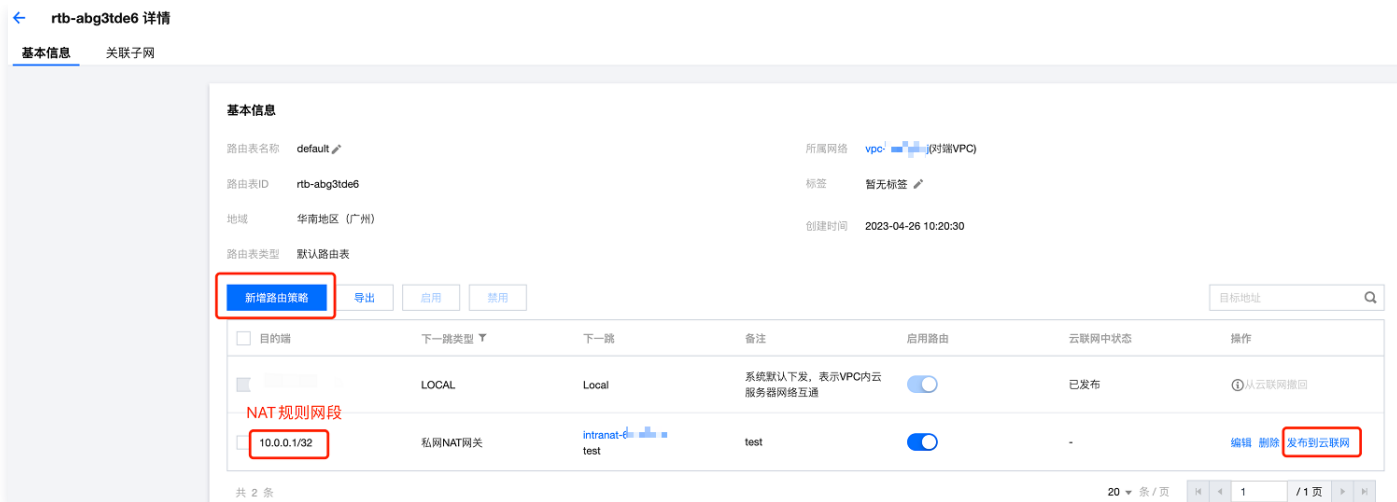 rtb-abg3tde6 详情
基本信息 关联子网
基本信息
路由表名称 default 所属网络 vpc- (对端VPC)
路由表ID rtb-abg3tde6 标签 暂无标签
地域 华南地区（广州）
创建时间 2023-04-26 10:20:30
路由表类型 默认路由表
新增路由策略 导出 启用 禁用 目标地址
目的端 下一跳类型 下一跳 备注 启用路由 云联网中状态 操作
LOCAL Local 系统默认下发，表示VPC内云服务器网络互通 已发布 从云联网撤回
NAT 规则网段
10.0.0.1/32 私网NAT网关 intranat- test test - 编辑 删除 发布到云联网
共 2 条 20 条 / 页 1 / 1 页